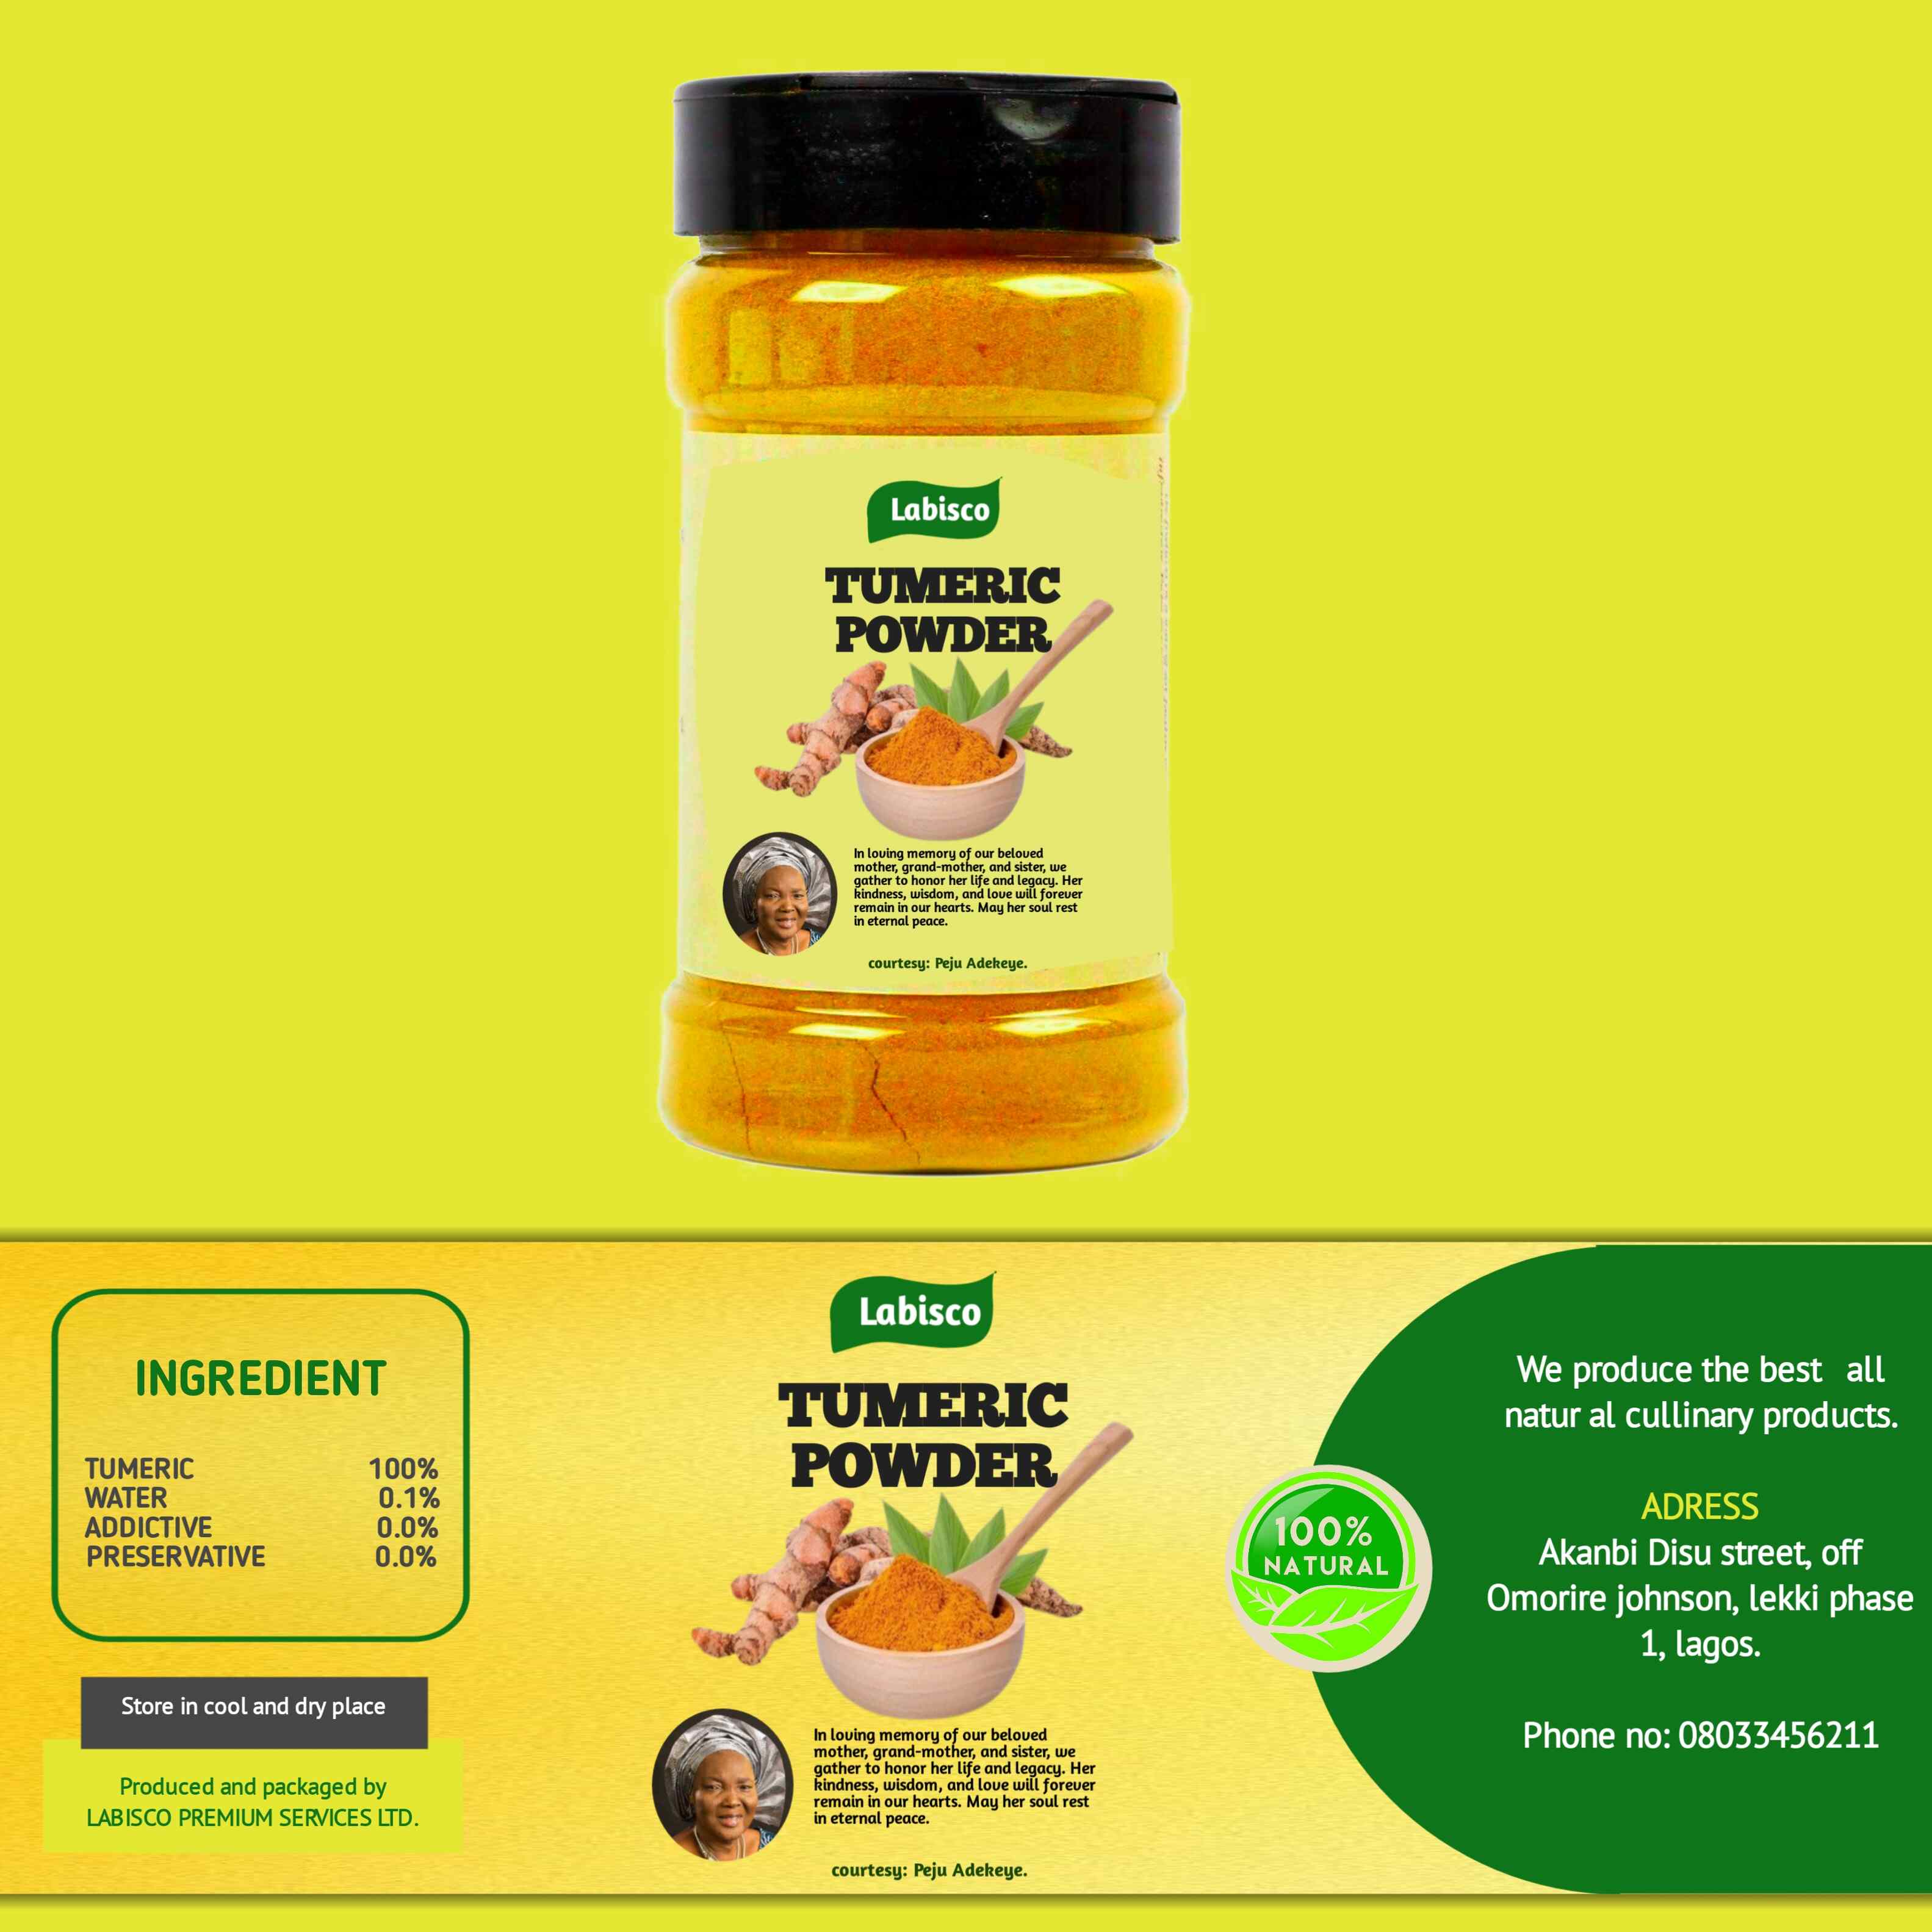 Labisco
TUMERIC
POWDER
In loving memory of our beloved
mother, grand-mother, and sister, we
gather to honor her life and legacy. Her
kindness, wisdom, and love will forever
remain in our hearts. May her soul rest
in eternal peace.
courtesy: Peju Adekeye.
INGREDIENT
TUMERIC 100%
WATER 0.1%
ADDICTIVE 0.0%
PRESERVATIVE 0.0%
Store in cool and dry place
Produced and packaged by
LABISCO PREMIUM SERVICES LTD.
Labisco
TUMERIC
POWDER
In loving memory of our beloved
mother, grand-mother, and sister, we
gather to honor her life and legacy. Her
kindness, wisdom, and love will forever
remain in our hearts. May her soul rest
in eternal peace.
courtesy: Peju Adekeye.
100%
NATURAL
We produce the best all
natur al cullinary products.
ADRESS
Akanbi Disu street, off
Omorire johnson, lekki phase
1, lagos.
Phone no: 08033456211